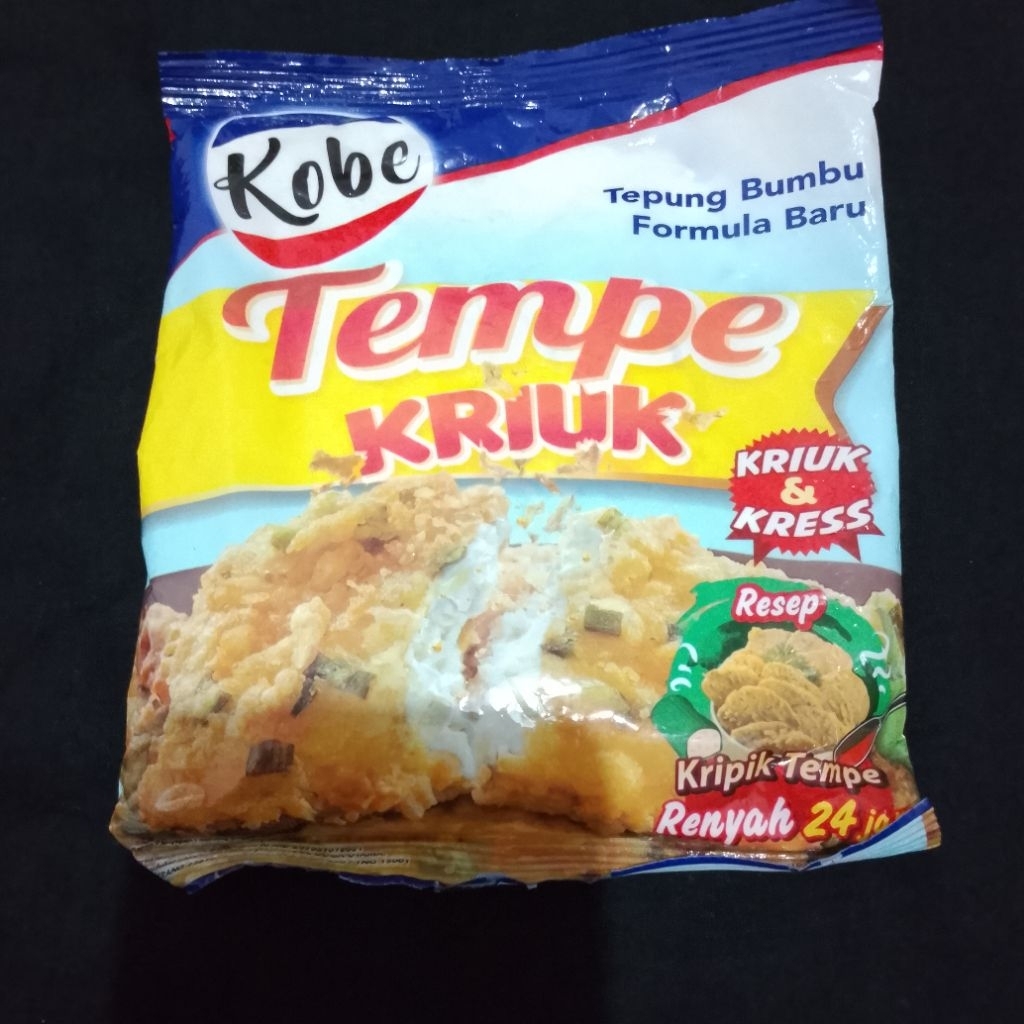 Kobe
Tepung Bumbu
Formula Baru
Tempe
KRIUK
KRIUK
&
KRESS
Resep
Kripik Tempe
Renyah 24